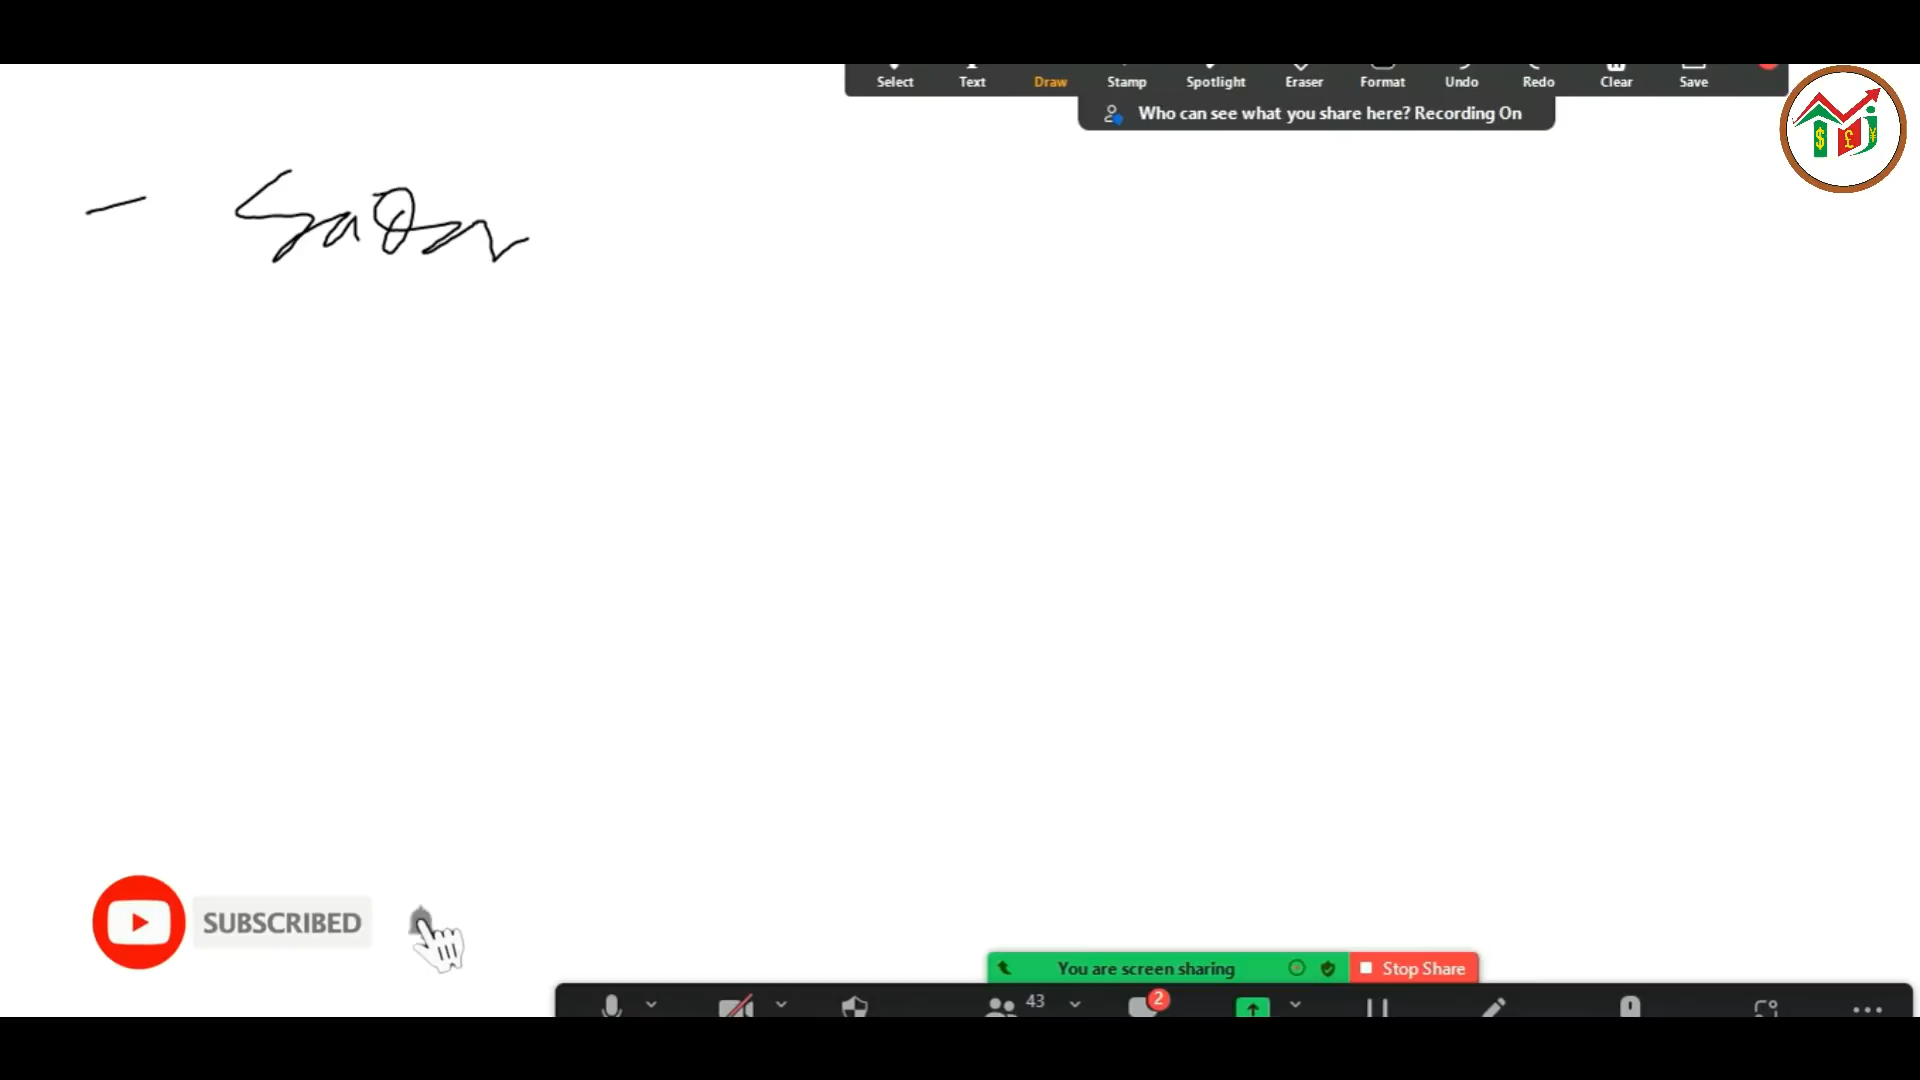 Select Text Draw Stamp Spotlight Eraser Format Undo Redo Clear Save
Who can see what you share here? Recording On
$ £ ¥
SUBSCRIBED
You are screen sharing Stop Share
43 2